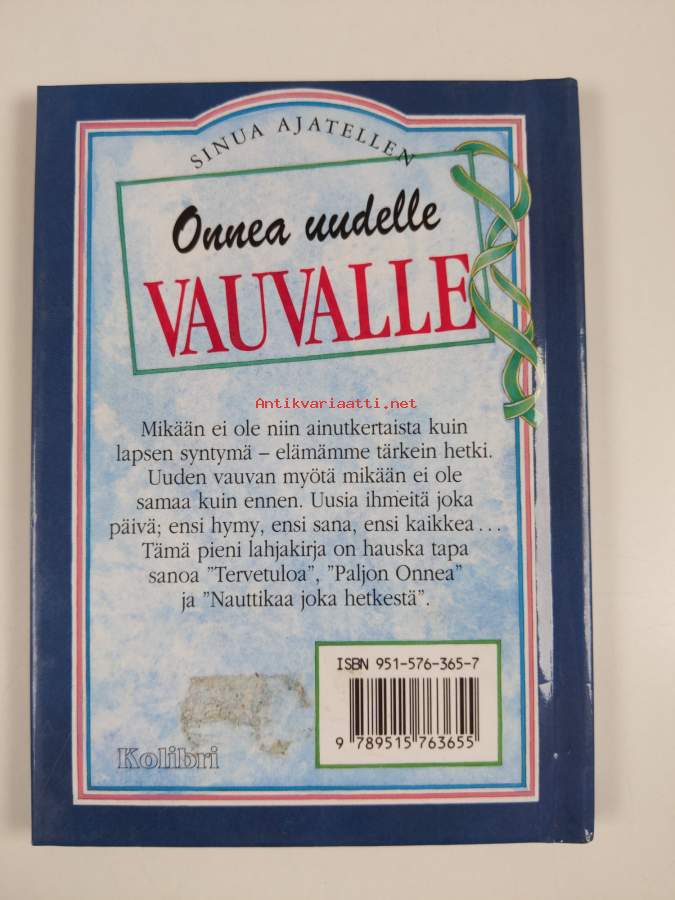 SINUA AJATELLEN
Onnea uudelle
VAUVALLE
Antikvariaatti.net
Mikään ei ole niin ainutkertaista kuin
lapsen syntymä – elämämme tärkein hetki.
Uuden vauvan myötä mikään ei ole
samaa kuin ennen. Uusia ihmeitä joka
päivä; ensi hymy, ensi sana, ensi kaikkea...
Tämä pieni lahjakirja on hauska tapa
sanoa "Tervetuloa", "Paljon Onnea"
ja "Nauttikaa joka hetkestä".
ISBN 951-576-365-7
9 789515 763655
Kolibri